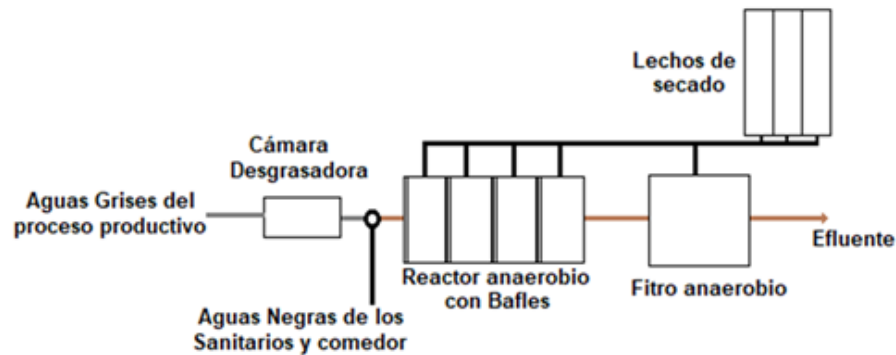 Lechos de
secado
Cámara
Desgrasadora
Aguas Grises del
proceso productivo
Efluente
Reactor anaerobio
con Bafles
Fitro anaerobio
Aguas Negras de los
Sanitarios y comedor